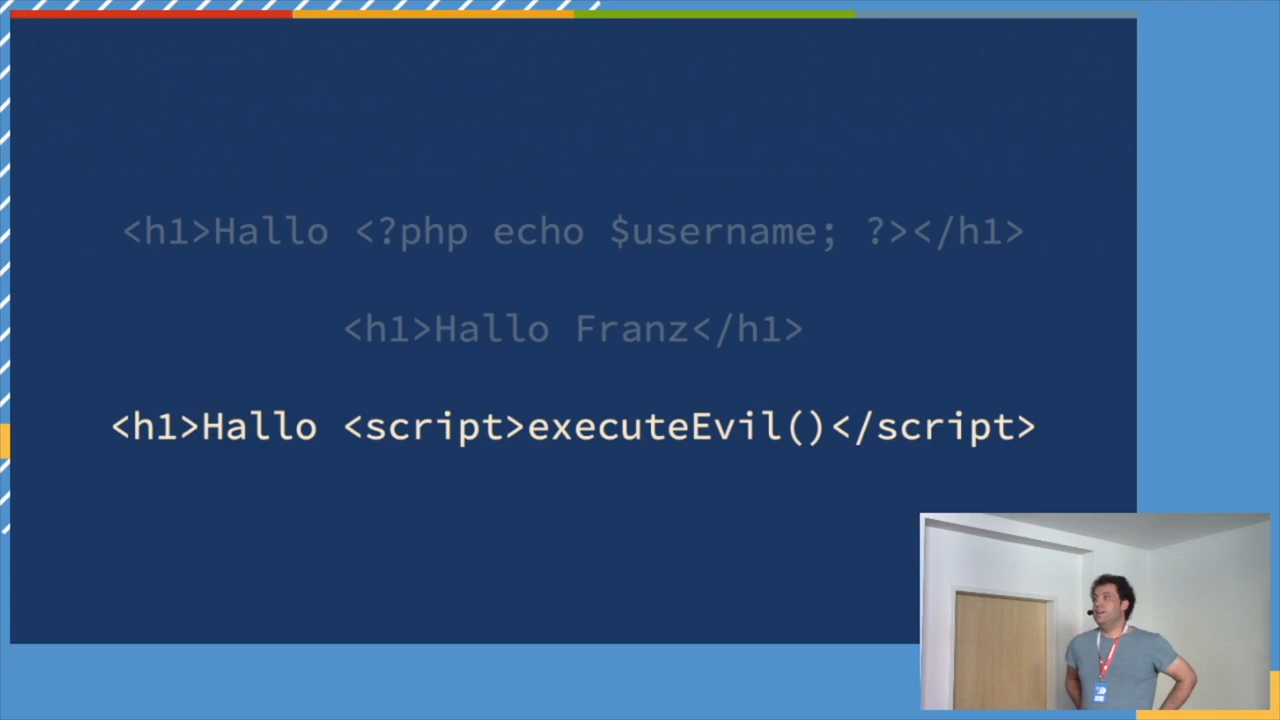 <h1>Hallo <?php echo $username; ?></h1>
<h1>Hallo Franz</h1>
<h1>Hallo <script>executeEvil()</script>